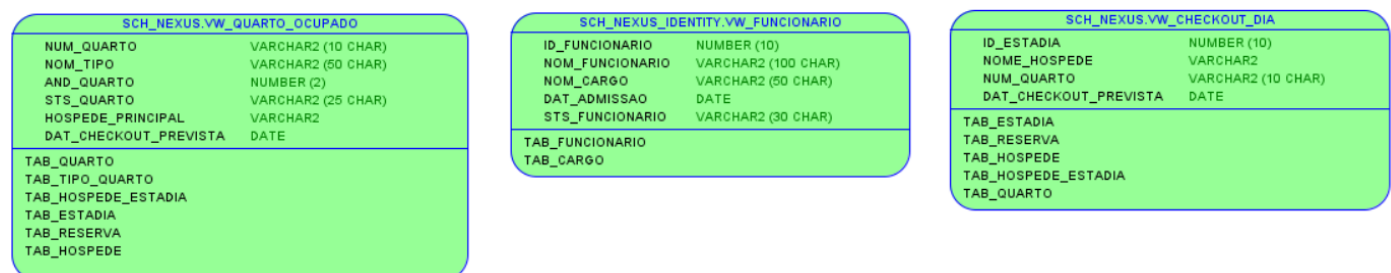 SCH_NEXUS.VW_QUARTO_OCUPADO
NUM_QUARTO VARCHAR2 (10 CHAR)
NOM_TIPO VARCHAR2 (50 CHAR)
AND_QUARTO NUMBER (2)
STS_QUARTO VARCHAR2 (25 CHAR)
HOSPEDE_PRINCIPAL VARCHAR2
DAT_CHECKOUT_PREVISTA DATE
TAB_QUARTO
TAB_TIPO_QUARTO
TAB_HOSPEDE_ESTADIA
TAB_ESTADIA
TAB_RESERVA
TAB_HOSPEDE
SCH_NEXUS_IDENTITY.VW_FUNCIONARIO
ID_FUNCIONARIO NUMBER (10)
NOM_FUNCIONARIO VARCHAR2 (100 CHAR)
NOM_CARGO VARCHAR2 (50 CHAR)
DAT_ADMISSAO DATE
STS_FUNCIONARIO VARCHAR2 (30 CHAR)
TAB_FUNCIONARIO
TAB_CARGO
SCH_NEXUS.VW_CHECKOUT_DIA
ID_ESTADIA NUMBER (10)
NOME_HOSPEDE VARCHAR2
NUM_QUARTO VARCHAR2 (10 CHAR)
DAT_CHECKOUT_PREVISTA DATE
TAB_ESTADIA
TAB_RESERVA
TAB_HOSPEDE
TAB_HOSPEDE_ESTADIA
TAB_QUARTO